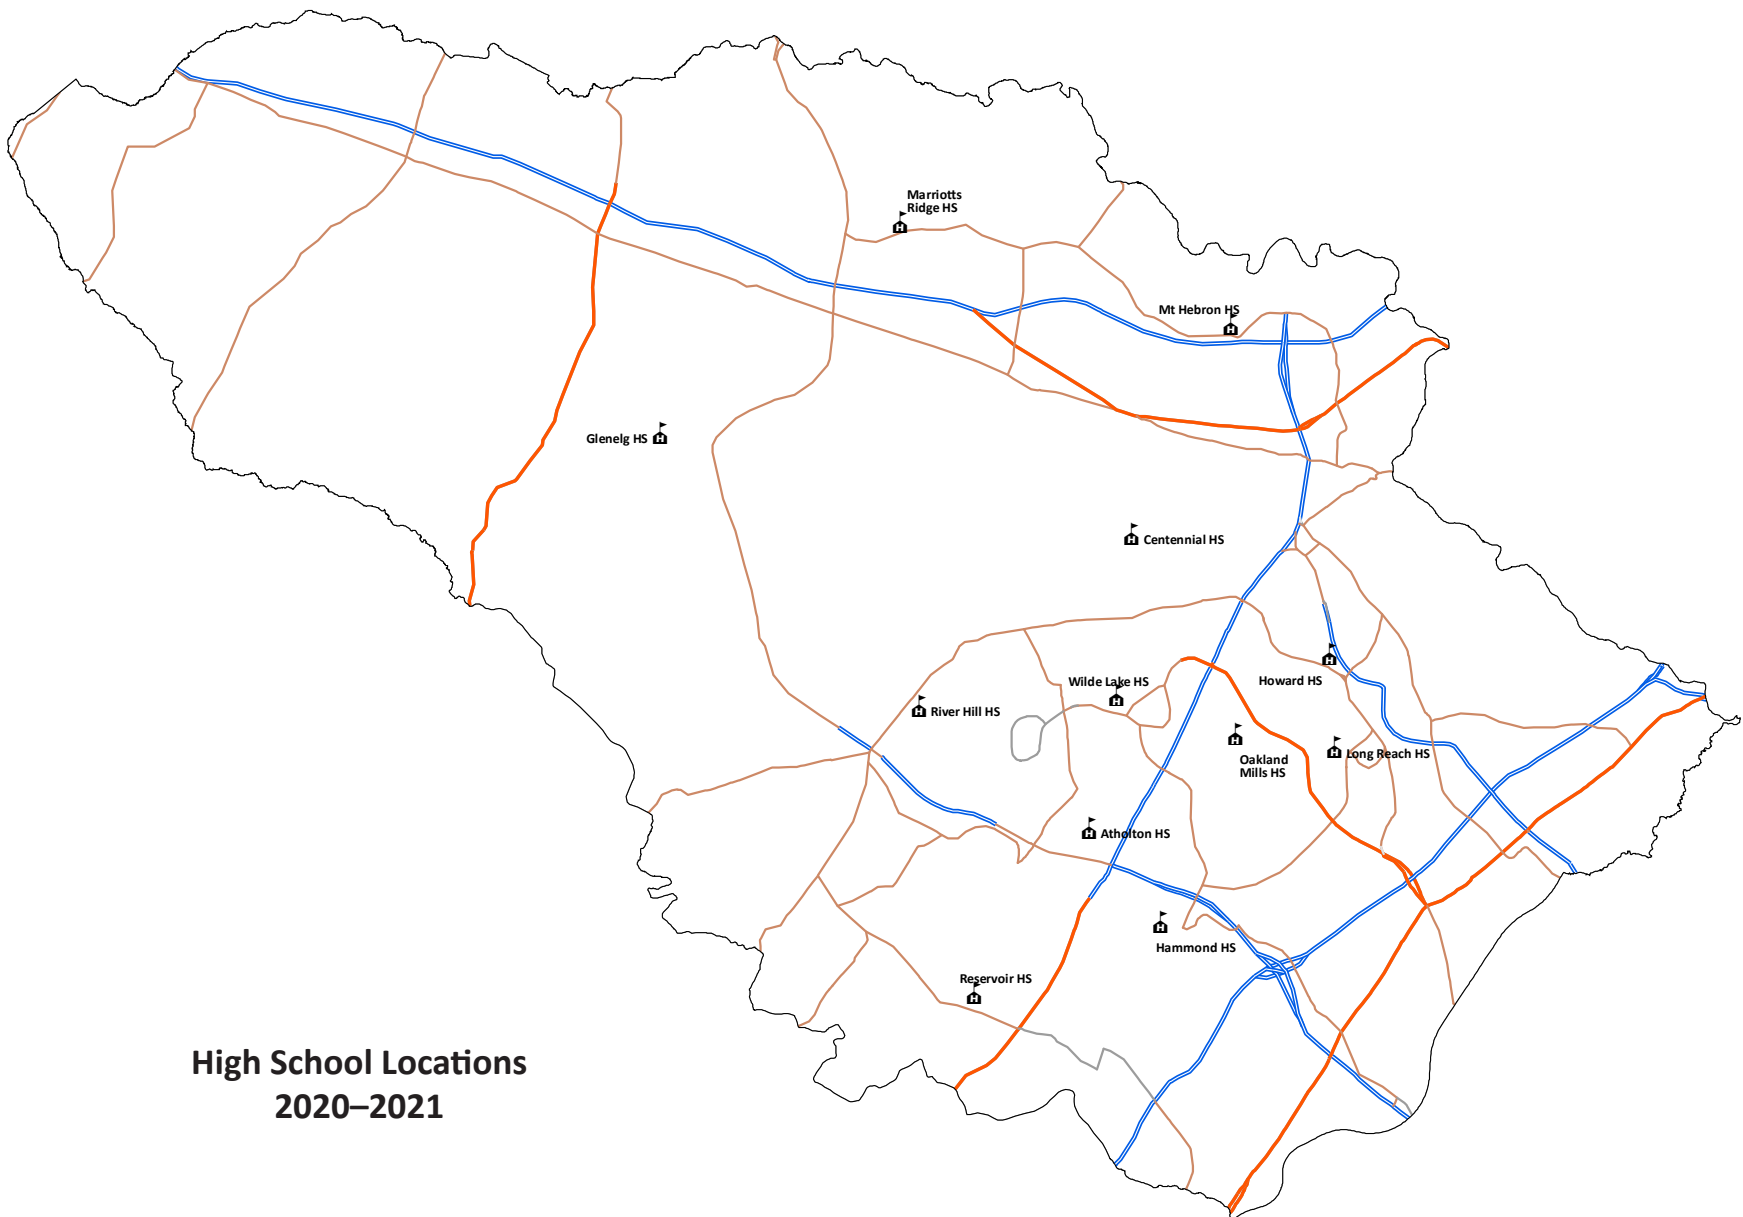 Marriotts
Ridge HS
H
Mt Hebron HS
H
Glenelg HS H
H Centennial HS
H
Howard HS
Wilde Lake HS
H
H River Hill HS
H
Oakland
Mills HS
H Long Reach HS
H Atholton HS
H
Hammond HS
Reservoir HS
H
High School Locations
2020–2021